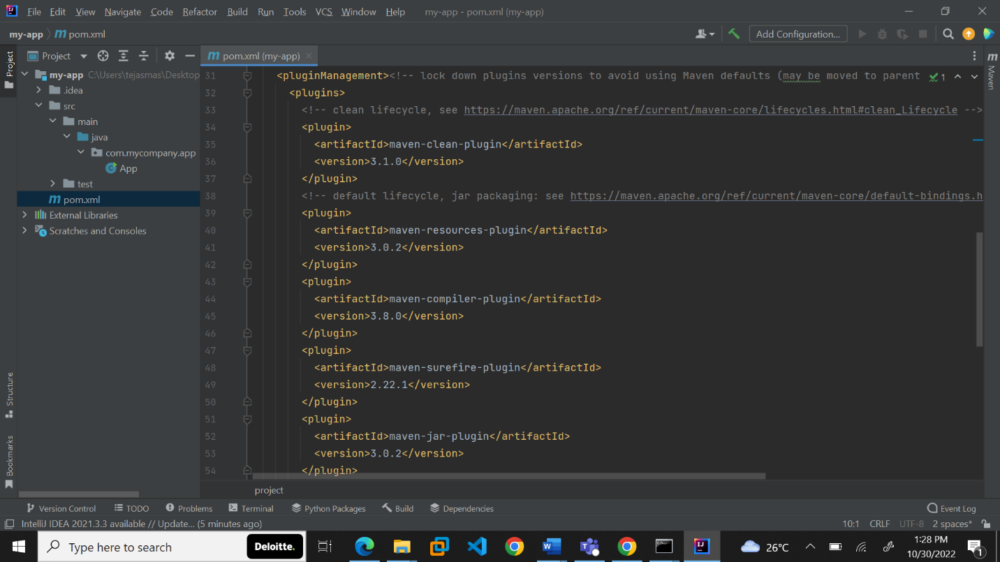 File Edit View Navigate Code Refactor Build Run Tools VCS Window Help my-app - pom.xml (my-app)
my-app pom.xml Add Configuration...
Project pom.xml (my-app)
Project
my-app C:\Users\tejasmas\Desktop
.idea
src
main
java
com.mycompany.app
App
test
pom.xml
External Libraries
Scratches and Consoles
Structure
Bookmarks
31 <pluginManagement><!-- lock down plugins versions to avoid using Maven defaults (may be moved to parent 1
32 <plugins>
33 <!-- clean lifecycle, see https://maven.apache.org/ref/current/maven-core/lifecycles.html#clean_Lifecycle -->
34 <plugin>
35 <artifactId>maven-clean-plugin</artifactId>
36 <version>3.1.0</version>
37 </plugin>
38 <!-- default lifecycle, jar packaging: see https://maven.apache.org/ref/current/maven-core/default-bindings.h
39 <plugin>
40 <artifactId>maven-resources-plugin</artifactId>
41 <version>3.0.2</version>
42 </plugin>
43 <plugin>
44 <artifactId>maven-compiler-plugin</artifactId>
45 <version>3.8.0</version>
46 </plugin>
47 <plugin>
48 <artifactId>maven-surefire-plugin</artifactId>
49 <version>2.22.1</version>
50 </plugin>
51 <plugin>
52 <artifactId>maven-jar-plugin</artifactId>
53 <version>3.0.2</version>
54 </plugin>
Maven
project
Version Control TODO Problems Terminal Python Packages Build Dependencies Event Log
IntelliJ IDEA 2021.3.3 available // Update... (5 minutes ago) 10:1 CRLF UTF-8 2 spaces*
Type here to search Deloitte. 26°C 1:28 PM
10/30/2022 1